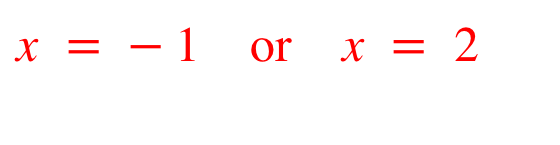 x = −1 or x = 2